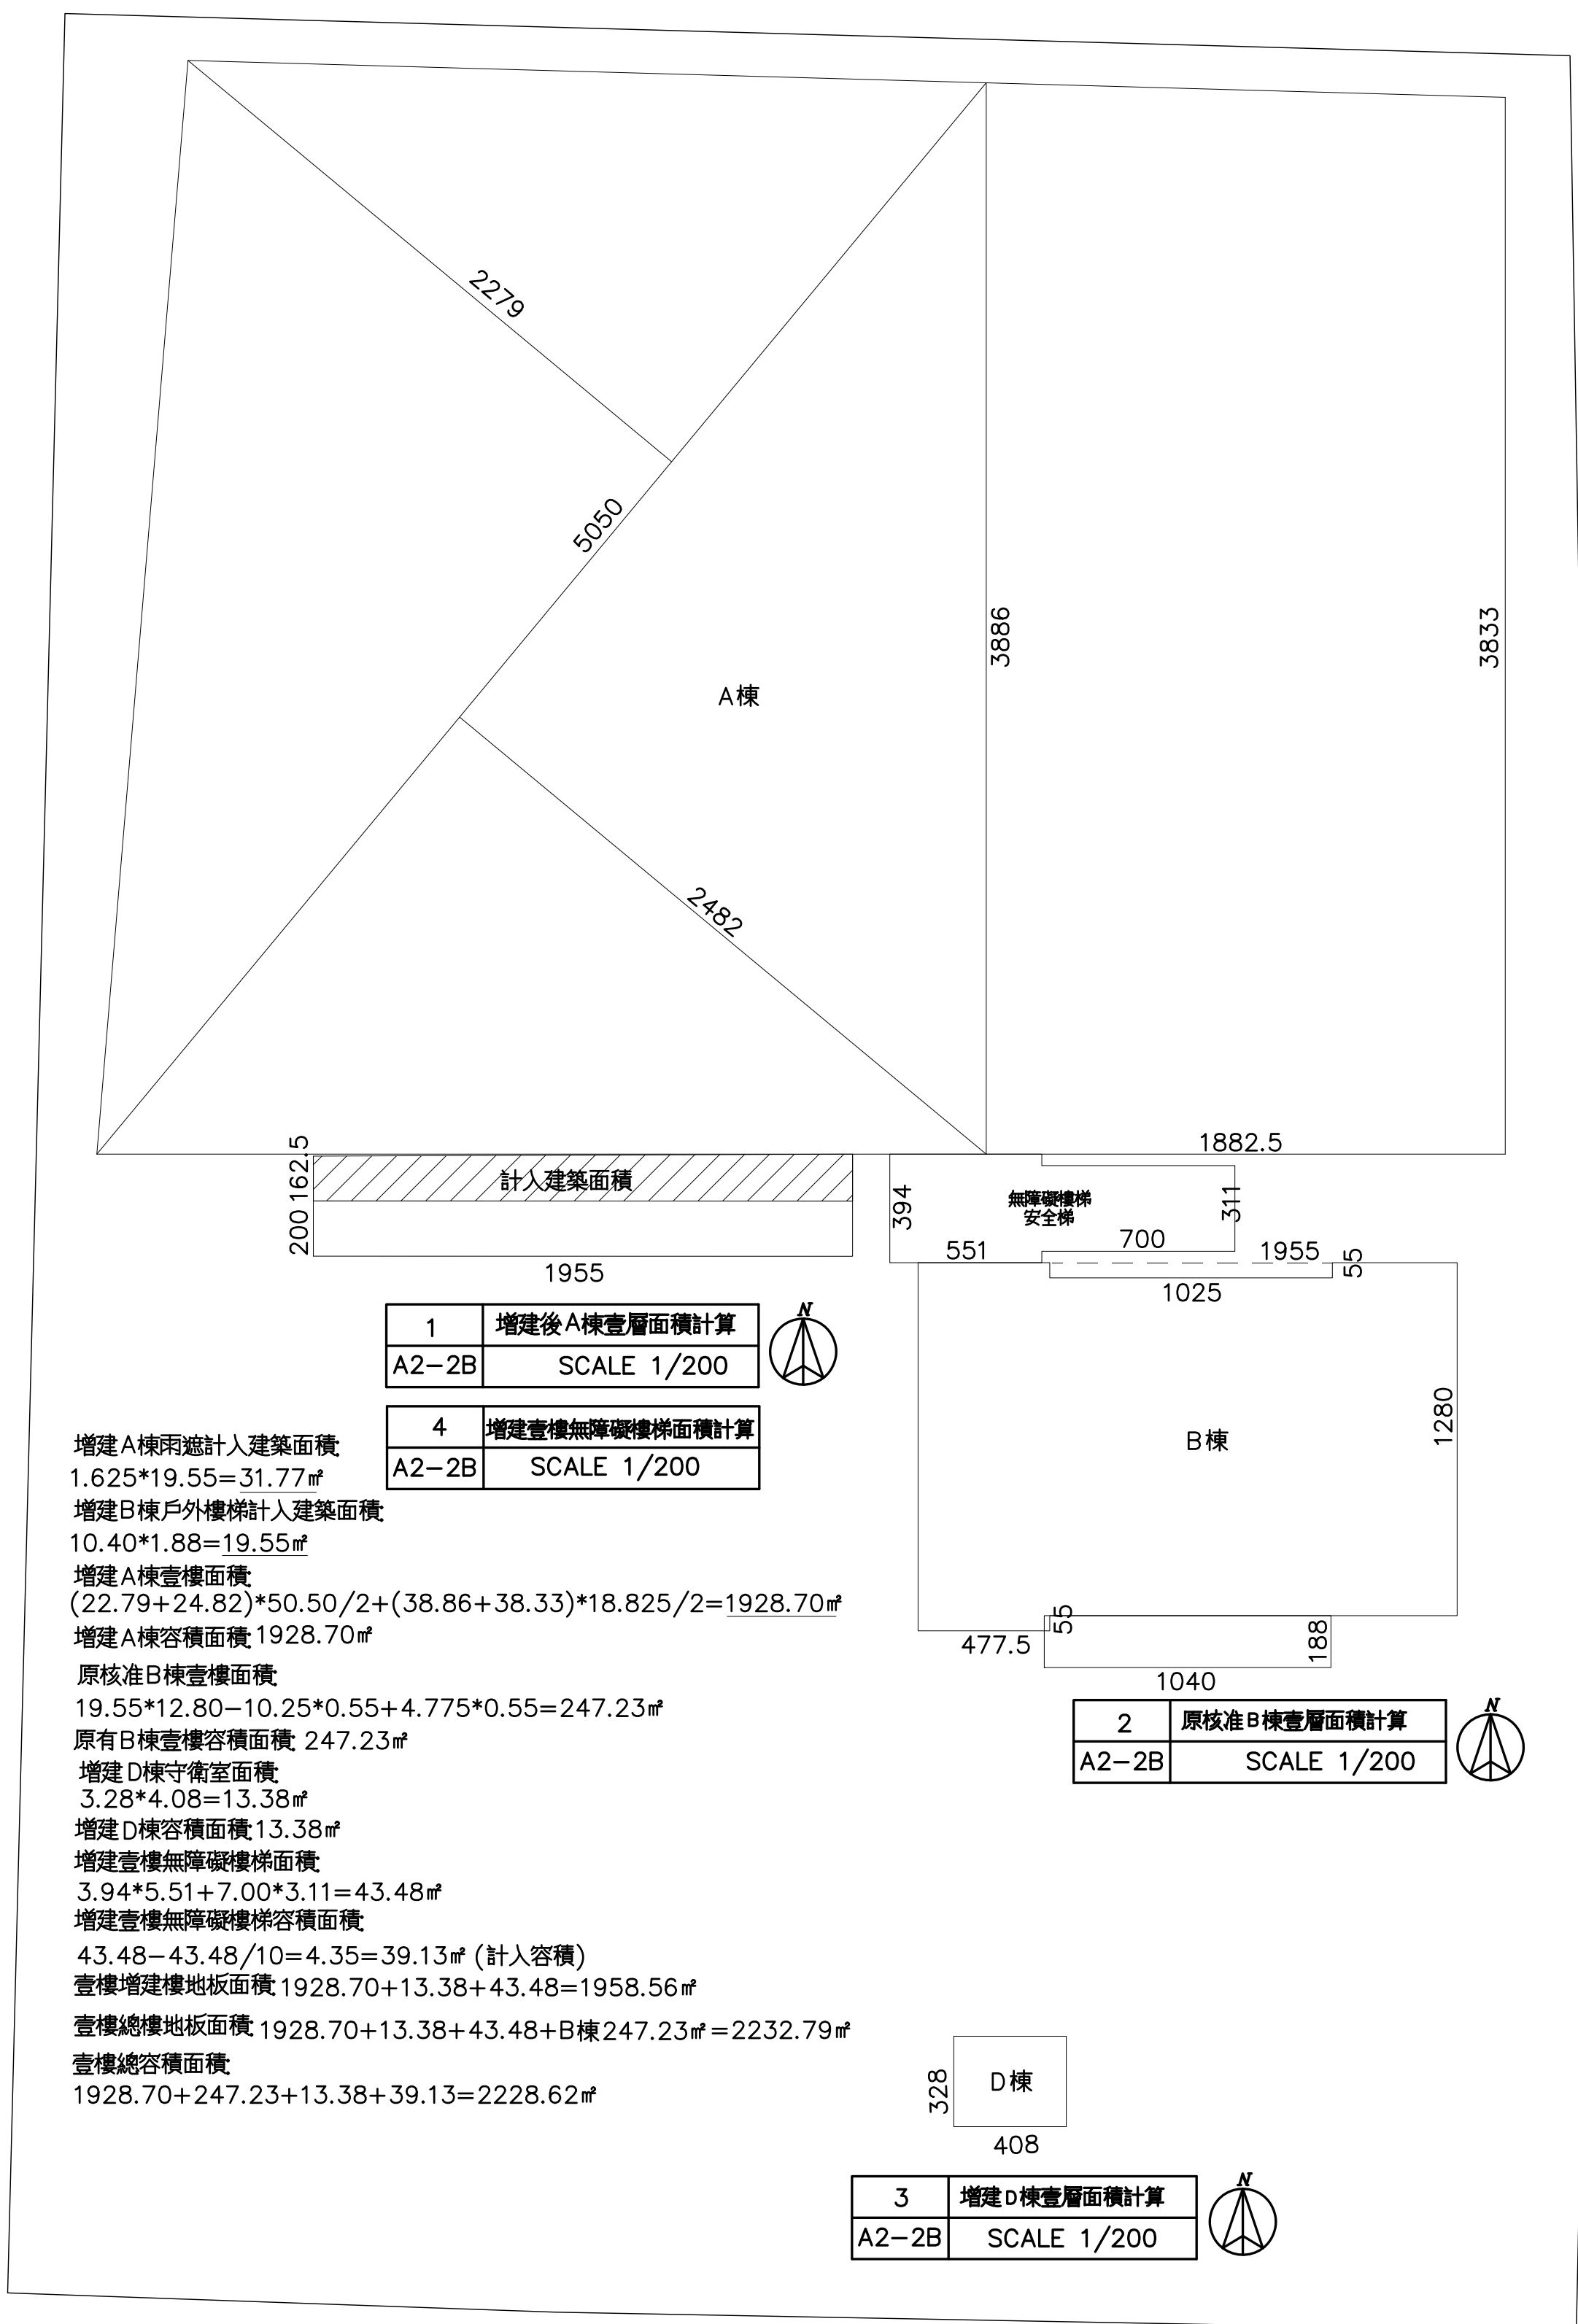 2279
5050
3886
3833
A棟
2482
1882.5
162.5
計入建築面積
200
1955
394
無障礙樓梯
安全梯
311
551
700
1955
55
1025
1
增建後A棟壹層面積計算
A2-2B
SCALE 1/200
N
4
增建壹樓無障礙樓梯面積計算
A2-2B
SCALE 1/200
B棟
1280
477.5
55
188
1040
2
原核准B棟壹層面積計算
A2-2B
SCALE 1/200
N
增建A棟雨遮計入建築面積:
1.625*19.55=31.77㎡
增建B棟戶外樓梯計入建築面積:
10.40*1.88=19.55㎡
增建A棟壹樓面積:
(22.79+24.82)*50.50/2+(38.86+38.33)*18.825/2=1928.70㎡
增建A棟容積面積:1928.70㎡
原核准B棟壹樓面積:
19.55*12.80-10.25*0.55+4.775*0.55=247.23㎡
原有B棟壹樓容積面積: 247.23㎡
增建D棟守衛室面積:
3.28*4.08=13.38㎡
增建D棟容積面積:13.38㎡
增建壹樓無障礙樓梯面積:
3.94*5.51+7.00*3.11=43.48㎡
增建壹樓無障礙樓梯容積面積:
43.48-43.48/10=4.35=39.13㎡(計入容積)
壹樓增建樓地板面積:1928.70+13.38+43.48=1958.56㎡
壹樓總樓地板面積:1928.70+13.38+43.48+B棟247.23㎡=2232.79㎡
壹樓總容積面積:
1928.70+247.23+13.38+39.13=2228.62㎡
D棟
328
408
3
增建D棟壹層面積計算
A2-2B
SCALE 1/200
N